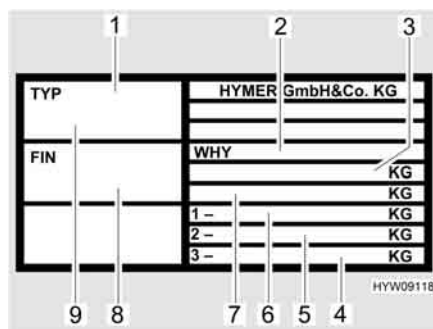 1 2 3
TYP HYMER GmbH&Co. KG
FIN WHY
KG
KG
1 – KG
2 – KG
3 – KG
HYW09118
9 8 7 6 5 4